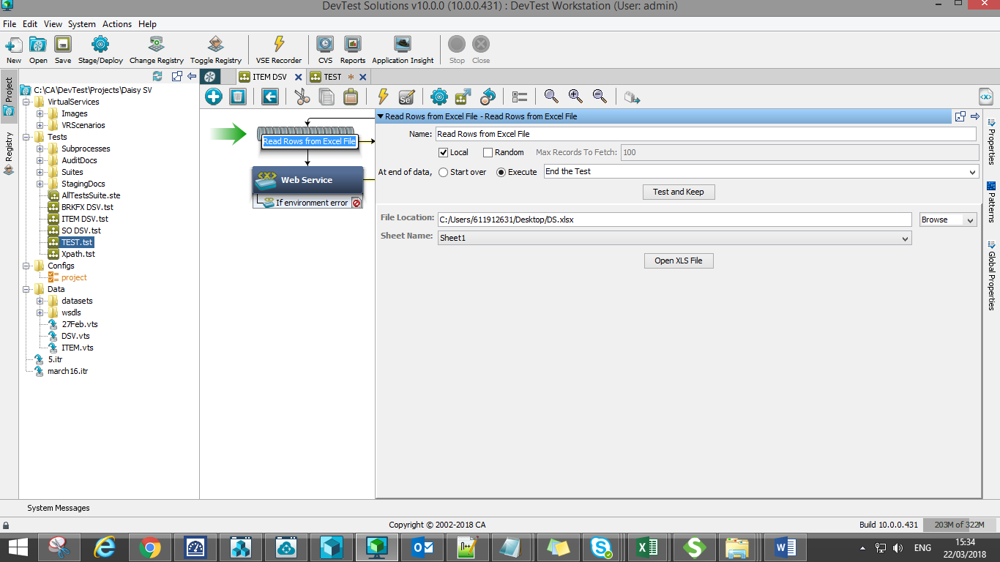 DevTest Solutions v10.0.0 (10.0.0.431) : DevTest Workstation (User: admin)
File Edit View System Actions Help
New Open Save Stage/Deploy Change Registry Toggle Registry VSE Recorder CVS Reports Application Insight Stop Close
Project
Registry
C:\CA\DevTest\Projects\Daisy SV
VirtualServices
Images
VRScenarios
Tests
Subprocesses
AuditDocs
Suites
StagingDocs
AllTestsSuite.ste
BRKFX DSV.tst
ITEM DSV.tst
SO DSV.tst
TEST.tst
Xpath.tst
Configs
project
Data
datasets
wsdls
27Feb.vts
DSV.vts
ITEM.vts
5.itr
march16.itr
ITEM DSV TEST *
Read Rows from Excel File
Web Service
If environment error
Read Rows from Excel File - Read Rows from Excel File
Name: Read Rows from Excel File
Local Random Max Records To Fetch: 100
At end of data, Start over Execute End the Test
Test and Keep
File Location: C:/Users/611912631/Desktop/DS.xlsx Browse
Sheet Name: Sheet1
Open XLS File
Properties
Patterns
Global Properties
System Messages
Copyright © 2002-2018 CA Build 10.0.0.431 203M of 322M
ENG
15:34
22/03/2018